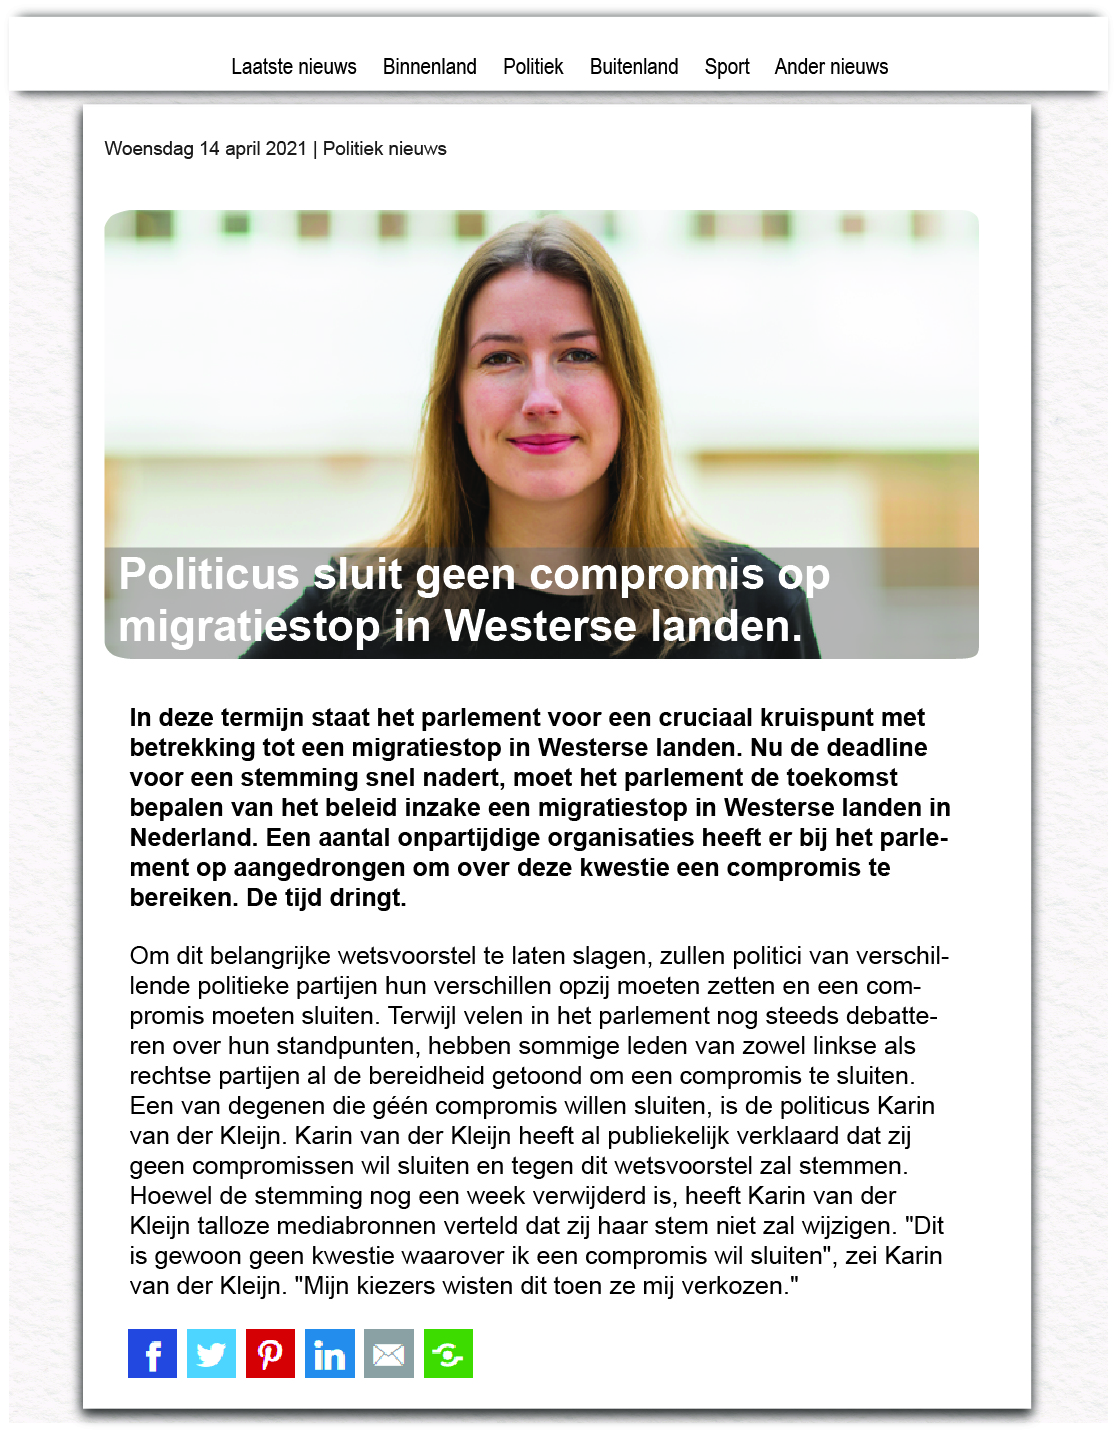 Laatste nieuws Binnenland Politiek Buitenland Sport Ander nieuws
Woensdag 14 april 2021 | Politiek nieuws
Politicus sluit geen compromis op
migratiestop in Westerse landen.
In deze termijn staat het parlement voor een cruciaal kruispunt met
betrekking tot een migratiestop in Westerse landen. Nu de deadline
voor een stemming snel nadert, moet het parlement de toekomst
bepalen van het beleid inzake een migratiestop in Westerse landen in
Nederland. Een aantal onpartijdige organisaties heeft er bij het parle-
ment op aangedrongen om over deze kwestie een compromis te
bereiken. De tijd dringt.
Om dit belangrijke wetsvoorstel te laten slagen, zullen politici van verschil-
lende politieke partijen hun verschillen opzij moeten zetten en een com-
promis moeten sluiten. Terwijl velen in het parlement nog steeds debatte-
ren over hun standpunten, hebben sommige leden van zowel linkse als
rechtse partijen al de bereidheid getoond om een compromis te sluiten.
Een van degenen die géén compromis willen sluiten, is de politicus Karin
van der Kleijn. Karin van der Kleijn heeft al publiekelijk verklaard dat zij
geen compromissen wil sluiten en tegen dit wetsvoorstel zal stemmen.
Hoewel de stemming nog een week verwijderd is, heeft Karin van der
Kleijn talloze mediabronnen verteld dat zij haar stem niet zal wijzigen. "Dit
is gewoon geen kwestie waarover ik een compromis wil sluiten", zei Karin
van der Kleijn. "Mijn kiezers wisten dit toen ze mij verkozen."